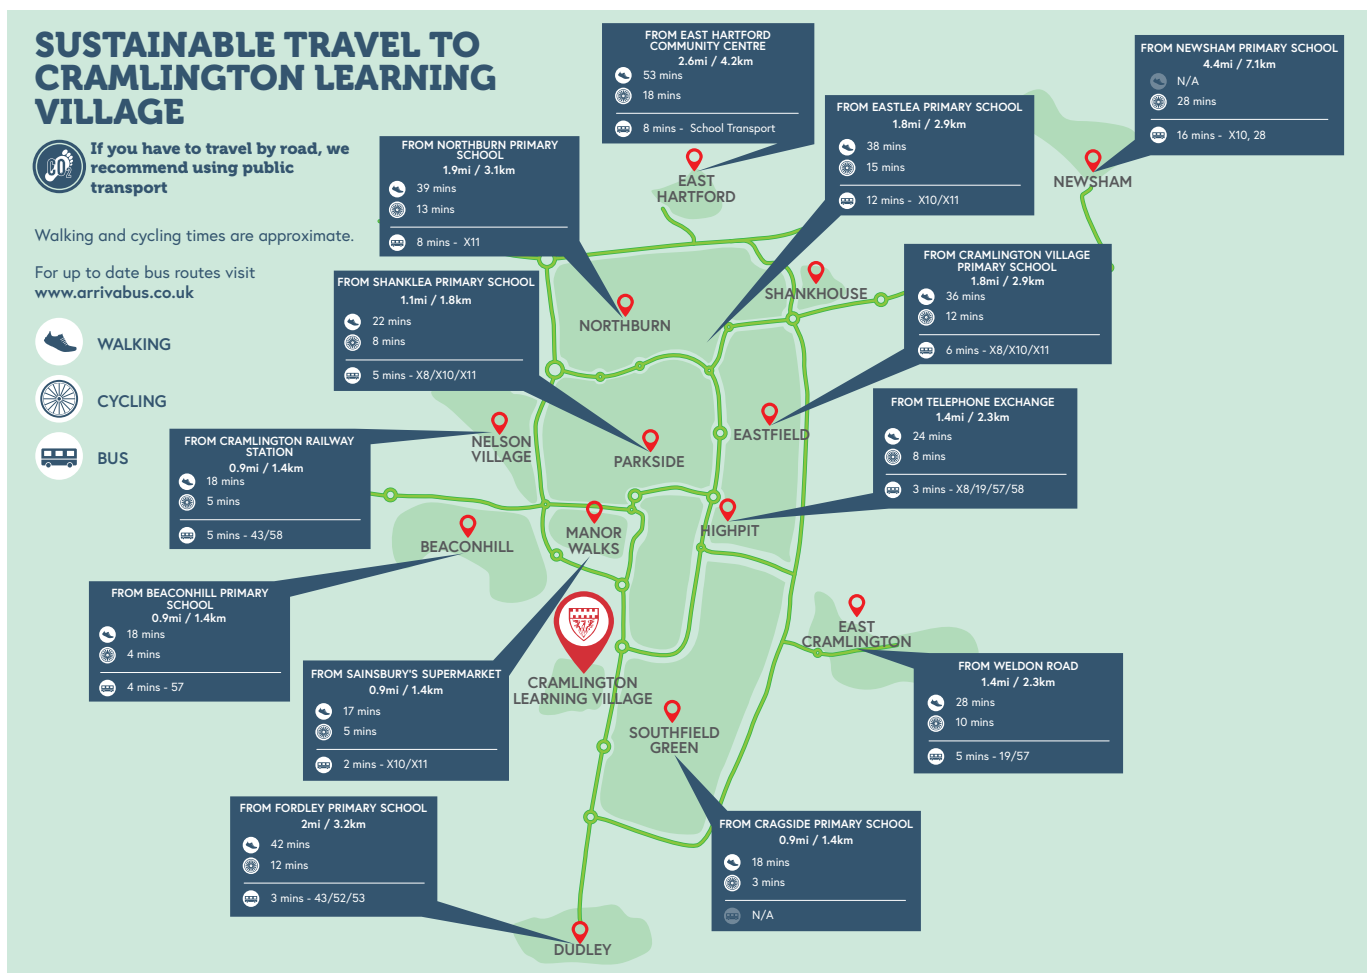 SUSTAINABLE TRAVEL TO
CRAMLINGTON LEARNING
VILLAGE
CO2
If you have to travel by road, we
recommend using public
transport
Walking and cycling times are approximate.
For up to date bus routes visit
www.arrivabus.co.uk
WALKING
CYCLING
BUS
FROM EAST HARTFORD
COMMUNITY CENTRE
2.6mi / 4.2km
53 mins
18 mins
8 mins - School Transport
FROM NEWSHAM PRIMARY SCHOOL
4.4mi / 7.1km
N/A
28 mins
16 mins - X10, 28
FROM EASTLEA PRIMARY SCHOOL
1.8mi / 2.9km
38 mins
15 mins
12 mins - X10/X11
FROM NORTHBURN PRIMARY
SCHOOL
1.9mi / 3.1km
39 mins
13 mins
8 mins - X11
EAST
HARTFORD
NEWSHAM
FROM CRAMLINGTON VILLAGE
PRIMARY SCHOOL
1.8mi / 2.9km
36 mins
12 mins
6 mins - X8/X10/X11
FROM SHANKLEA PRIMARY SCHOOL
1.1mi / 1.8km
22 mins
8 mins
5 mins - X8/X10/X11
SHANKHOUSE
NORTHBURN
FROM TELEPHONE EXCHANGE
1.4mi / 2.3km
24 mins
8 mins
3 mins - X8/19/57/58
NELSON
VILLAGE
PARKSIDE
EASTFIELD
FROM CRAMLINGTON RAILWAY
STATION
0.9mi / 1.4km
18 mins
5 mins
5 mins - 43/58
BEACONHILL
MANOR
WALKS
HIGHPIT
FROM BEACONHILL PRIMARY
SCHOOL
0.9mi / 1.4km
18 mins
4 mins
4 mins - 57
EAST
CRAMLINGTON
FROM SAINSBURY'S SUPERMARKET
0.9mi / 1.4km
17 mins
5 mins
2 mins - X10/X11
CRAMLINGTON
LEARNING VILLAGE
FROM WELDON ROAD
1.4mi / 2.3km
28 mins
10 mins
5 mins - 19/57
SOUTHFIELD
GREEN
FROM FORDLEY PRIMARY SCHOOL
2mi / 3.2km
42 mins
12 mins
3 mins - 43/52/53
FROM CRAGSIDE PRIMARY SCHOOL
0.9mi / 1.4km
18 mins
3 mins
N/A
DUDLEY